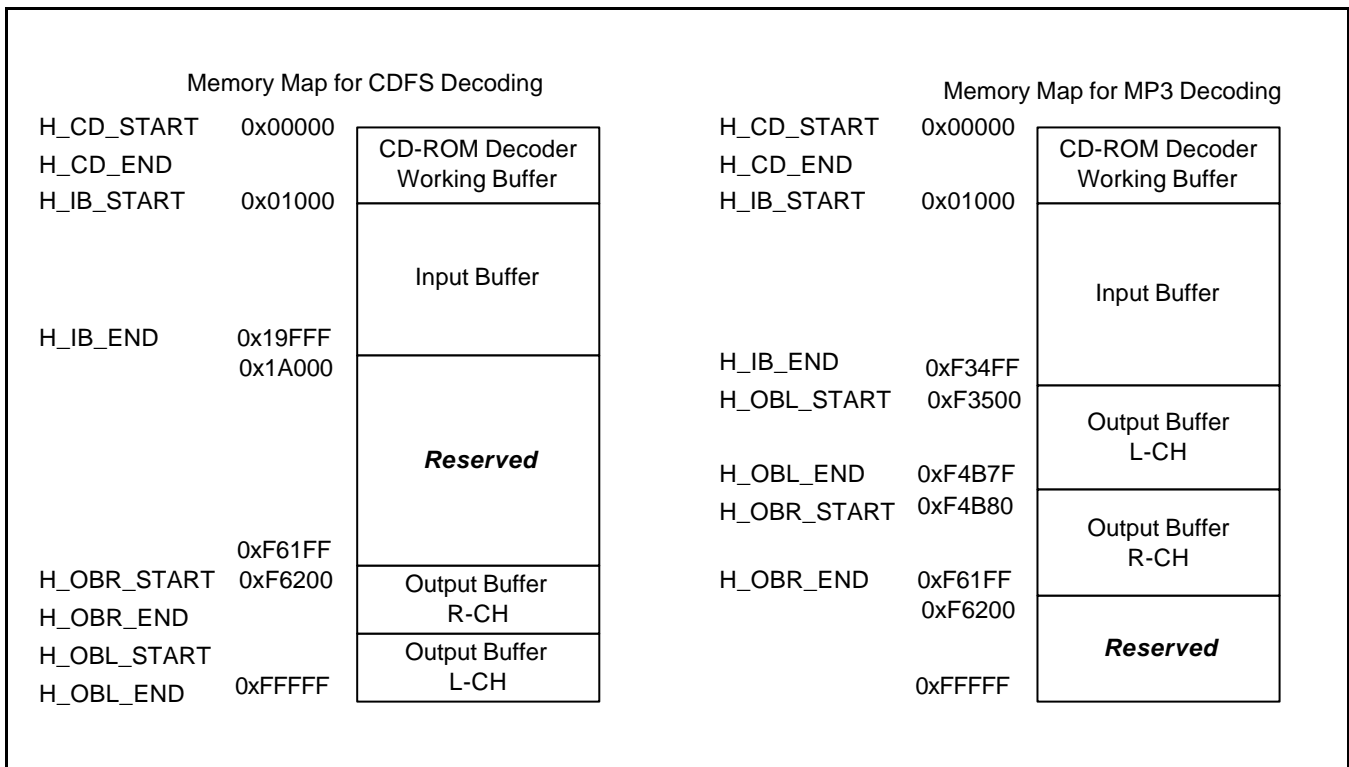 Memory Map for CDFS Decoding
H_CD_START 0x00000
H_CD_END
H_IB_START 0x01000
H_IB_END 0x19FFF
0x1A000
0xF61FF
H_OBR_START 0xF6200
H_OBR_END
H_OBL_START
H_OBL_END 0xFFFFF
CD-ROM Decoder
Working Buffer
Input Buffer
Reserved
Output Buffer
R-CH
Output Buffer
L-CH
Memory Map for MP3 Decoding
H_CD_START 0x00000
H_CD_END
H_IB_START 0x01000
H_IB_END 0xF34FF
H_OBL_START 0xF3500
H_OBL_END 0xF4B7F
H_OBR_START 0xF4B80
H_OBR_END 0xF61FF
0xF6200
0xFFFFF
CD-ROM Decoder
Working Buffer
Input Buffer
Output Buffer
L-CH
Output Buffer
R-CH
Reserved